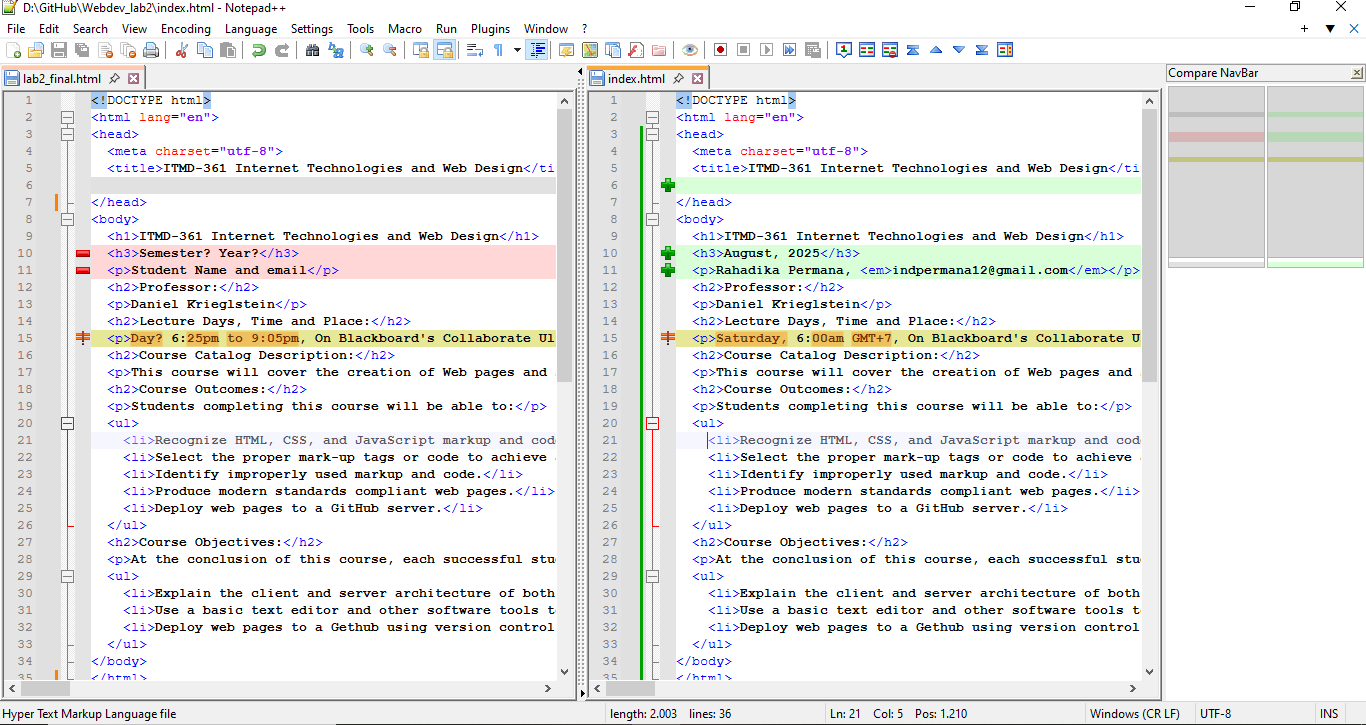 D:\GitHub\Webdev_lab2\index.html - Notepad++
File Edit Search View Encoding Language Settings Tools Macro Run Plugins Window ?
lab2_final.html
1 <!DOCTYPE html>
2 <html lang="en">
3 <head>
4 <meta charset="utf-8">
5 <title>ITMD-361 Internet Technologies and Web Design</ti
6
7 </head>
8 <body>
9 <h1>ITMD-361 Internet Technologies and Web Design</h1>
10 <h3>Semester? Year?</h3>
11 <p>Student Name and email</p>
12 <h2>Professor:</h2>
13 <p>Daniel Krieglstein</p>
14 <h2>Lecture Days, Time and Place:</h2>
15 <p>Day? 6:25pm to 9:05pm, On Blackboard's Collaborate Ul
16 <h2>Course Catalog Description:</h2>
17 <p>This course will cover the creation of Web pages and
18 <h2>Course Outcomes:</h2>
19 <p>Students completing this course will be able to:</p>
20 <ul>
21 <li>Recognize HTML, CSS, and JavaScript markup and cod
22 <li>Select the proper mark-up tags or code to achieve
23 <li>Identify improperly used markup and code.</li>
24 <li>Produce modern standards compliant web pages.</li>
25 <li>Deploy web pages to a GitHub server.</li>
26 </ul>
27 <h2>Course Objectives:</h2>
28 <p>At the conclusion of this course, each successful stu
29 <ul>
30 <li>Explain the client and server architecture of both
31 <li>Use a basic text editor and other software tools t
32 <li>Deploy web pages to a Gethub using version control
33 </ul>
34 </body>
35 </html>
index.html
1 <!DOCTYPE html>
2 <html lang="en">
3 <head>
4 <meta charset="utf-8">
5 <title>ITMD-361 Internet Technologies and Web Design</ti
6
7 </head>
8 <body>
9 <h1>ITMD-361 Internet Technologies and Web Design</h1>
10 <h3>August, 2025</h3>
11 <p>Rahadika Permana, <em>indpermana12@gmail.com</em></p>
12 <h2>Professor:</h2>
13 <p>Daniel Krieglstein</p>
14 <h2>Lecture Days, Time and Place:</h2>
15 <p>Saturday, 6:00am GMT+7, On Blackboard's Collaborate U
16 <h2>Course Catalog Description:</h2>
17 <p>This course will cover the creation of Web pages and
18 <h2>Course Outcomes:</h2>
19 <p>Students completing this course will be able to:</p>
20 <ul>
21 <li>Recognize HTML, CSS, and JavaScript markup and cod
22 <li>Select the proper mark-up tags or code to achieve
23 <li>Identify improperly used markup and code.</li>
24 <li>Produce modern standards compliant web pages.</li>
25 <li>Deploy web pages to a GitHub server.</li>
26 </ul>
27 <h2>Course Objectives:</h2>
28 <p>At the conclusion of this course, each successful stu
29 <ul>
30 <li>Explain the client and server architecture of both
31 <li>Use a basic text editor and other software tools t
32 <li>Deploy web pages to a Gethub using version control
33 </ul>
34 </body>
35 </html>
Compare NavBar
Hyper Text Markup Language file length: 2.003 lines: 36 Ln: 21 Col: 5 Pos: 1.210 Windows (CR LF) UTF-8 INS